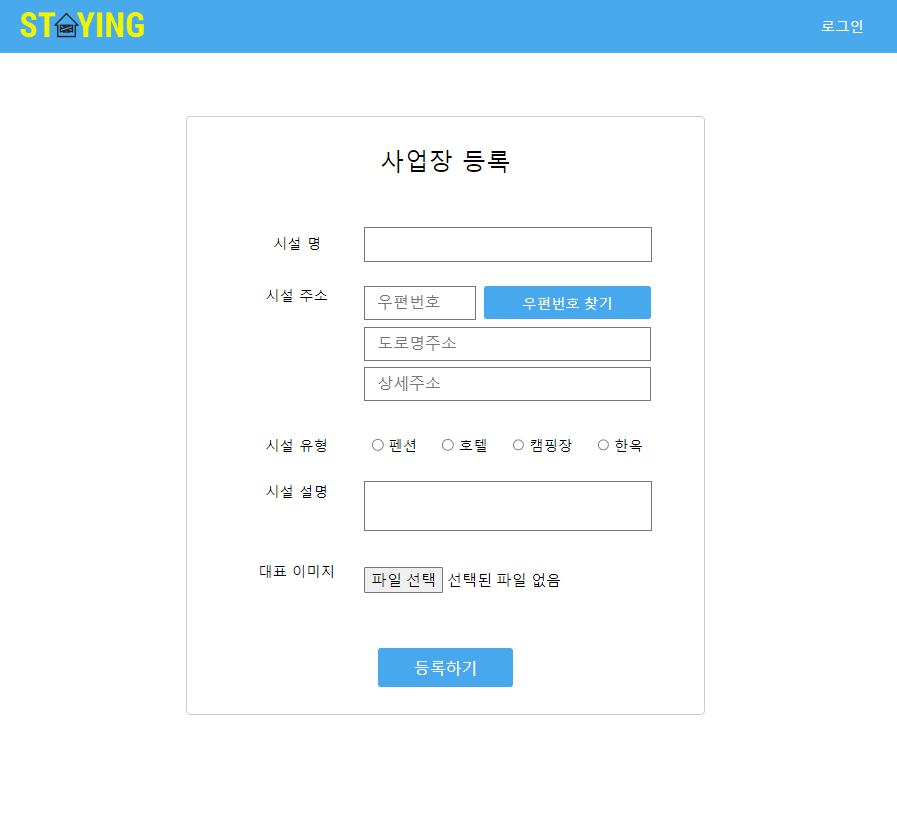 STAYING
로그인
사업장 등록
시설 명
시설 주소
우편번호
우편번호 찾기
도로명주소
상세주소
시설 유형
펜션
호텔
캠핑장
한옥
시설 설명
대표 이미지
파일 선택 선택된 파일 없음
등록하기